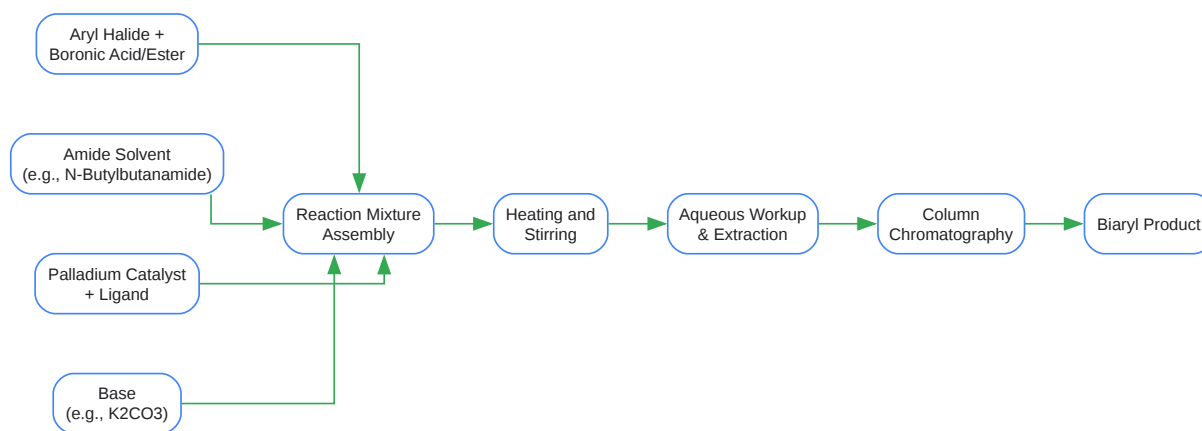 Aryl Halide +
Boronic Acid/Ester
Amide Solvent
(e.g., N-Butylbutanamide)
Palladium Catalyst
+ Ligand
Base
(e.g., K2CO3)
Reaction Mixture
Assembly
Heating and
Stirring
Aqueous Workup
& Extraction
Column
Chromatography
Biaryl Product